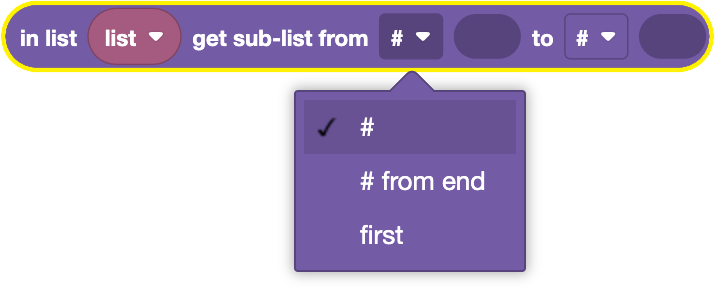 in list list get sub-list from # to #
✓ #
# from end
first